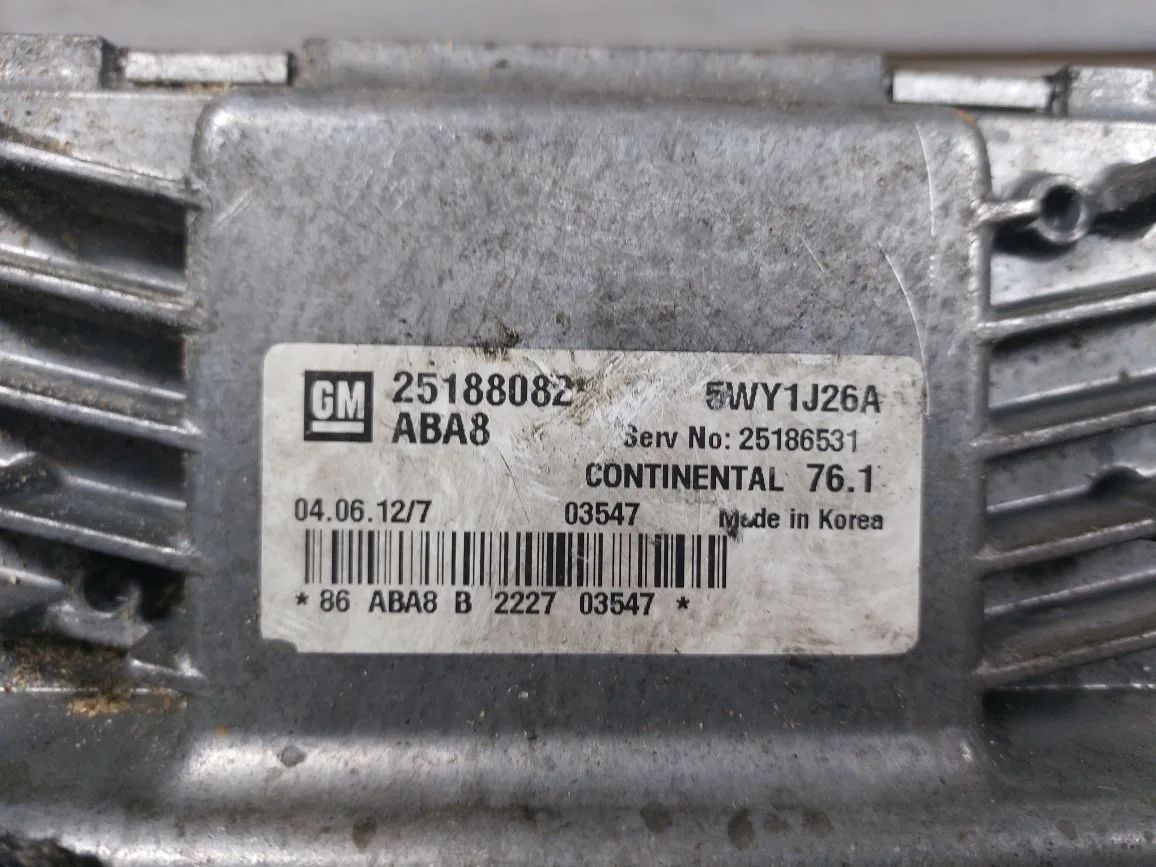 GM 25188082 5WY1J26A
ABA8 Serv No: 25186531
CONTINENTAL 76.1
04.06.12/7 03547 Made in Korea
* 86 ABA8 B 2227 03547 *